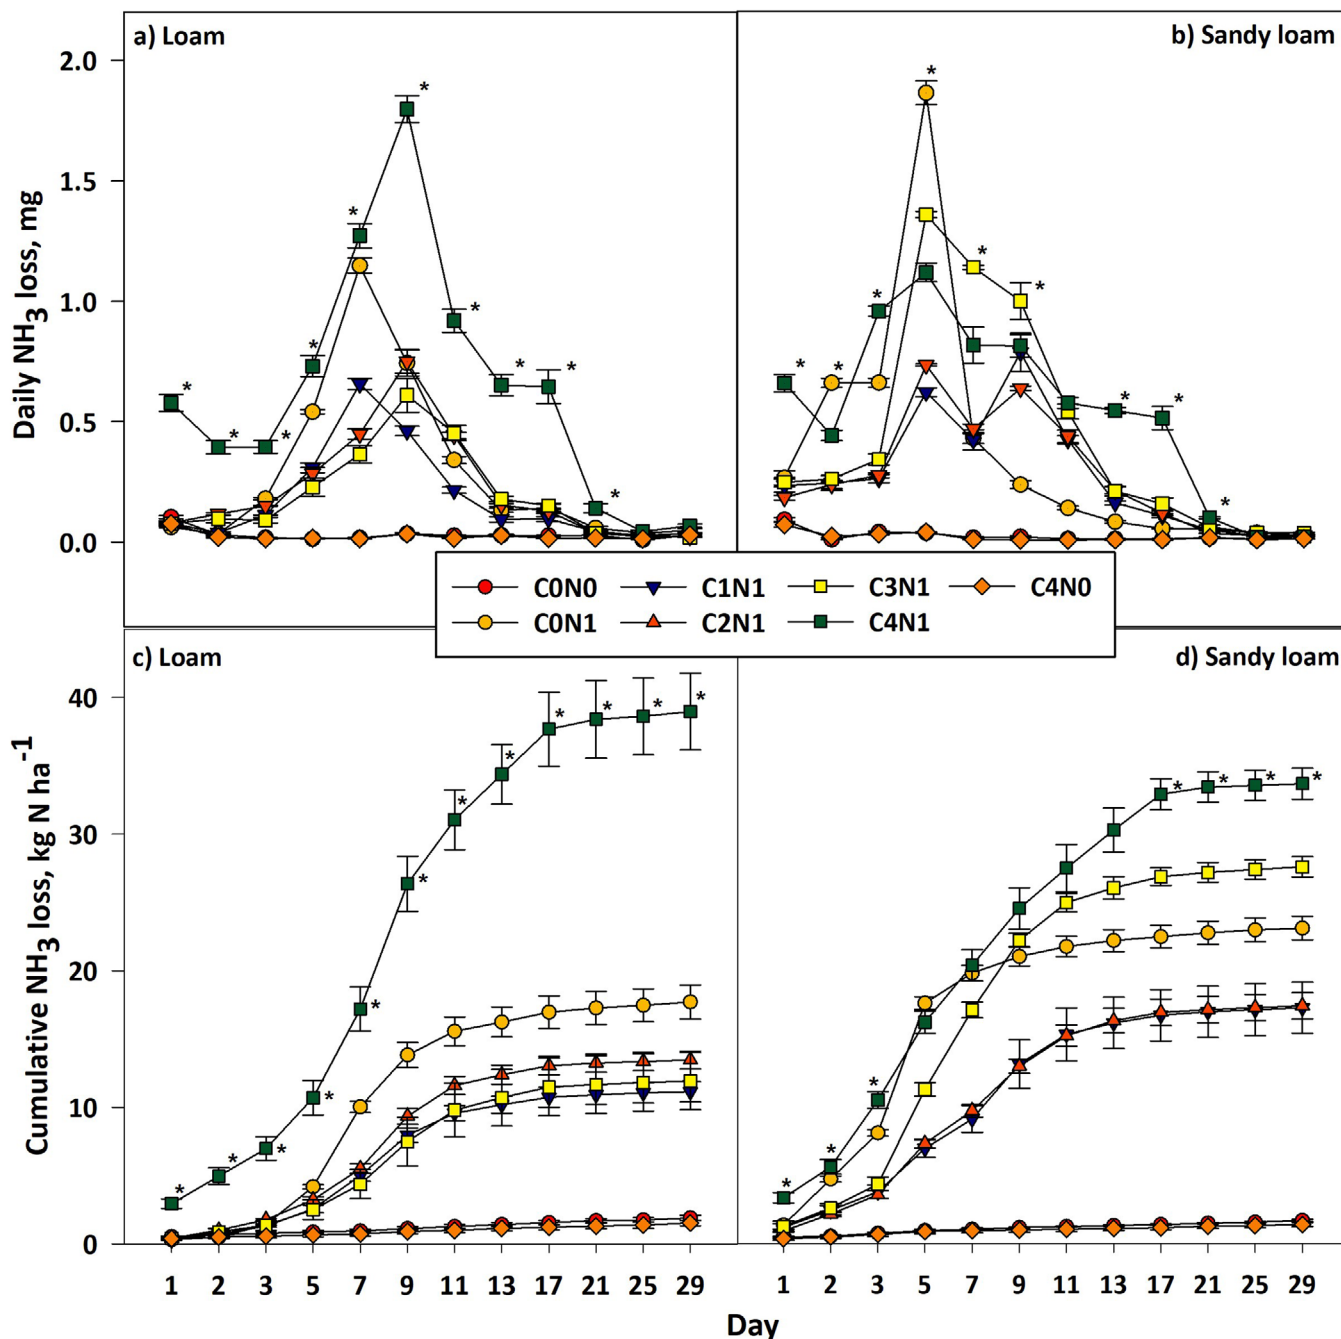 a) Loam
b) Sandy loam
2.0
1.5
1.0
0.5
0.0
Daily NH3 loss, mg
* * * * * * * * * * *
* * * * * * * * * *
C0N0 C1N1 C3N1 C4N0
C0N1 C2N1 C4N1
c) Loam
d) Sandy loam
40
30
20
10
0
Cumulative NH3 loss, kg N ha-1
* * * * * * * * * * * *
* * * * * * *
1 2 3 5 7 9 11 13 17 21 25 29
1 2 3 5 7 9 11 13 17 21 25 29
Day